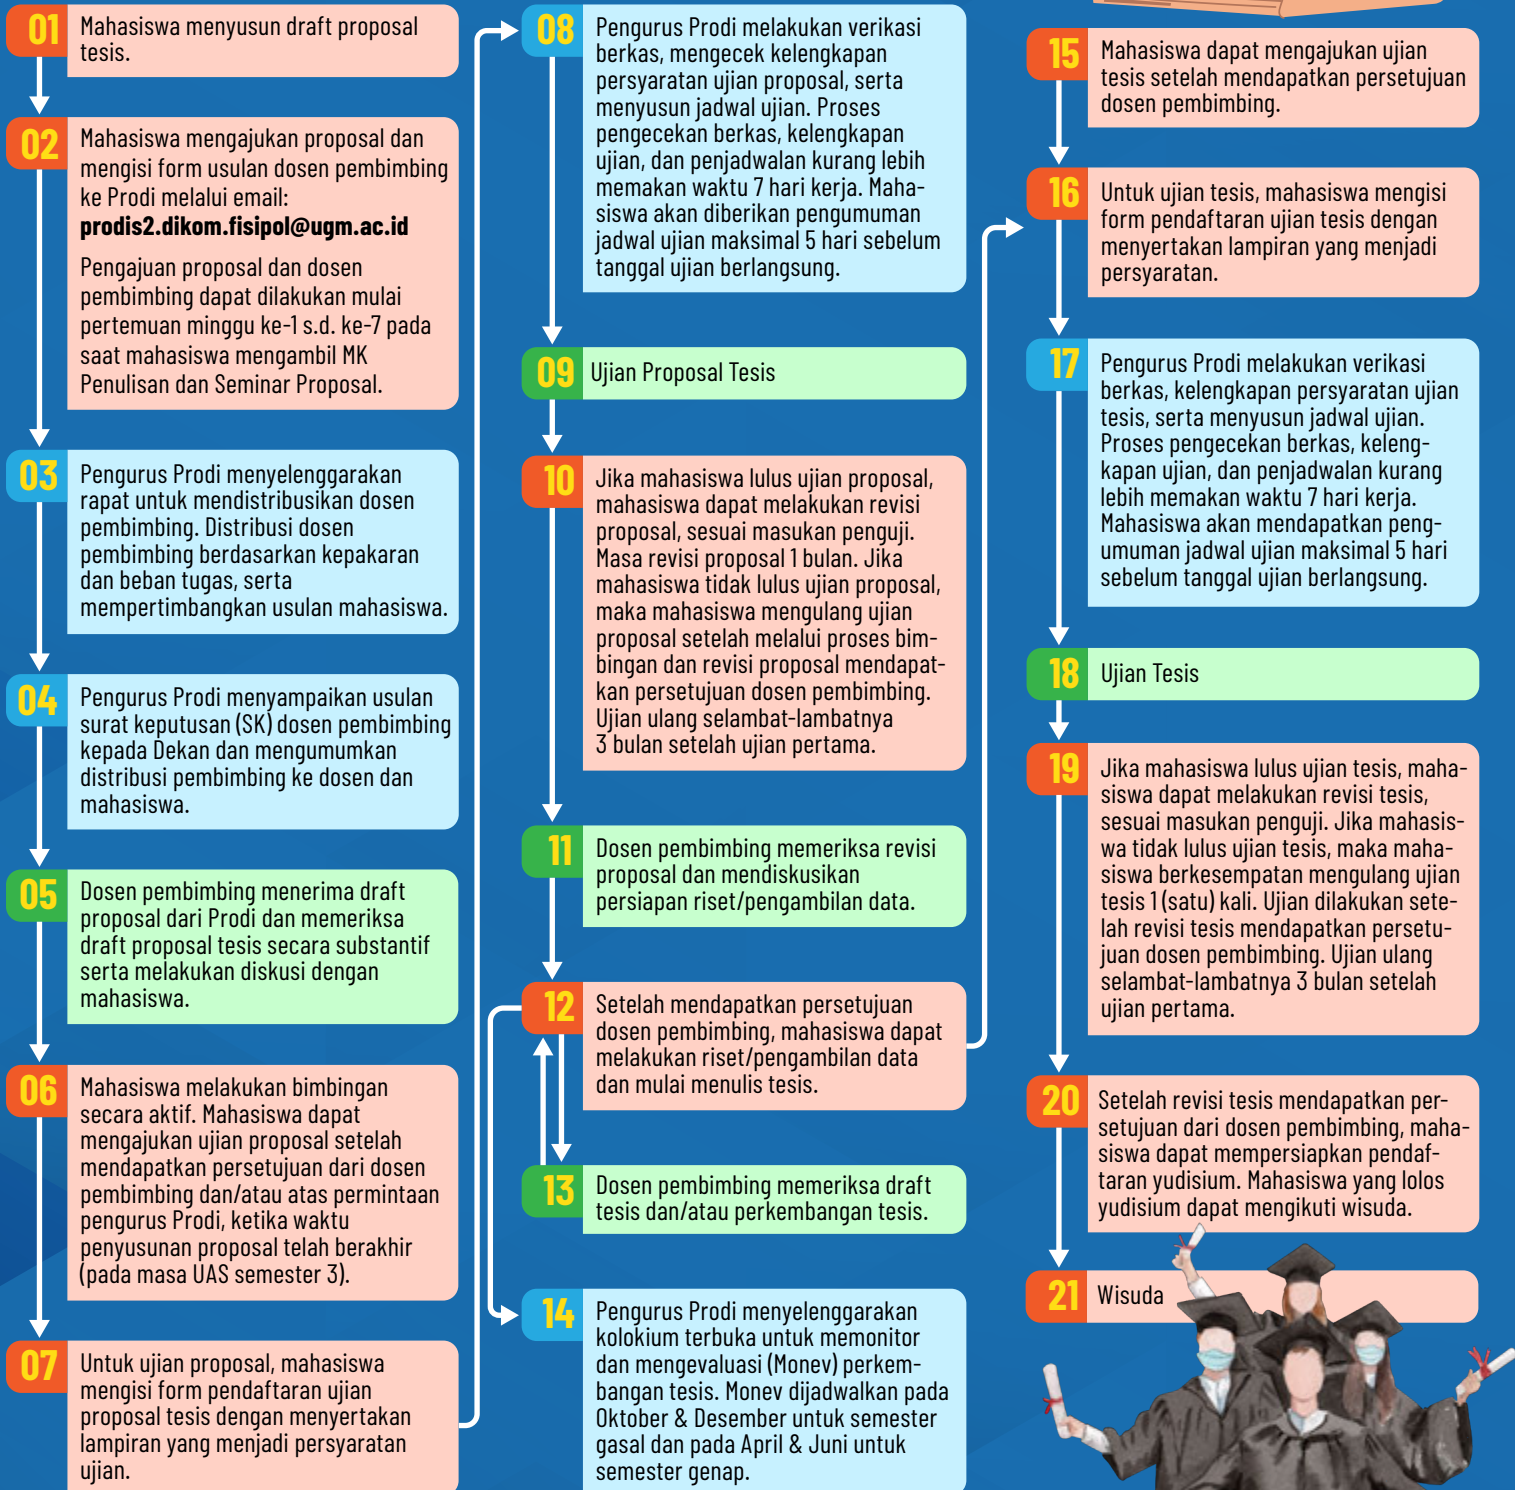 01
Mahasiswa menyusun draft proposal
tesis.
02
Mahasiswa mengajukan proposal dan
mengisi form usulan dosen pembimbing
ke Prodi melalui email:
prodis2.dikom.fisipol@ugm.ac.id
Pengajuan proposal dan dosen
pembimbing dapat dilakukan mulai
pertemuan minggu ke-1 s.d. ke-7 pada
saat mahasiswa mengambil MK
Penulisan dan Seminar Proposal.
03
Pengurus Prodi menyelenggarakan
rapat untuk mendistribusikan dosen
pembimbing. Distribusi dosen
pembimbing berdasarkan kepakaran
dan beban tugas, serta
mempertimbangkan usulan mahasiswa.
04
Pengurus Prodi menyampaikan usulan
surat keputusan (SK) dosen pembimbing
kepada Dekan dan mengumumkan
distribusi pembimbing ke dosen dan
mahasiswa.
05
Dosen pembimbing menerima draft
proposal dari Prodi dan memeriksa
draft proposal tesis secara substantif
serta melakukan diskusi dengan
mahasiswa.
06
Mahasiswa melakukan bimbingan
secara aktif. Mahasiswa dapat
mengajukan ujian proposal setelah
mendapatkan persetujuan dari dosen
pembimbing dan/atau atas permintaan
pengurus Prodi, ketika waktu
penyusunan proposal telah berakhir
(pada masa UAS semester 3).
07
Untuk ujian proposal, mahasiswa
mengisi form pendaftaran ujian
proposal tesis dengan menyertakan
lampiran yang menjadi persyaratan
ujian.
08
Pengurus Prodi melakukan verikasi
berkas, mengecek kelengkapan
persyaratan ujian proposal, serta
menyusun jadwal ujian. Proses
pengecekan berkas, kelengkapan
ujian, dan penjadwalan kurang lebih
memakan waktu 7 hari kerja. Maha-
siswa akan diberikan pengumuman
jadwal ujian maksimal 5 hari sebelum
tanggal ujian berlangsung.
09
Ujian Proposal Tesis
10
Jika mahasiswa lulus ujian proposal,
mahasiswa dapat melakukan revisi
proposal, sesuai masukan penguji.
Masa revisi proposal 1 bulan. Jika
mahasiswa tidak lulus ujian proposal,
maka mahasiswa mengulang ujian
proposal setelah melalui proses bim-
bingan dan revisi proposal mendapat-
kan persetujuan dosen pembimbing.
Ujian ulang selambat-lambatnya
3 bulan setelah ujian pertama.
11
Dosen pembimbing memeriksa revisi
proposal dan mendiskusikan
persiapan riset/pengambilan data.
12
Setelah mendapatkan persetujuan
dosen pembimbing, mahasiswa dapat
melakukan riset/pengambilan data
dan mulai menulis tesis.
13
Dosen pembimbing memeriksa draft
tesis dan/atau perkembangan tesis.
14
Pengurus Prodi menyelenggarakan
kolokium terbuka untuk memonitor
dan mengevaluasi (Monev) perkem-
bangan tesis. Monev dijadwalkan pada
Oktober & Desember untuk semester
gasal dan pada April & Juni untuk
semester genap.
15
Mahasiswa dapat mengajukan ujian
tesis setelah mendapatkan persetujuan
dosen pembimbing.
16
Untuk ujian tesis, mahasiswa mengisi
form pendaftaran ujian tesis dengan
menyertakan lampiran yang menjadi
persyaratan.
17
Pengurus Prodi melakukan verikasi
berkas, kelengkapan persyaratan ujian
tesis, serta menyusun jadwal ujian.
Proses pengecekan berkas, keleng-
kapan ujian, dan penjadwalan kurang
lebih memakan waktu 7 hari kerja.
Mahasiswa akan mendapatkan peng-
umuman jadwal ujian maksimal 5 hari
sebelum tanggal ujian berlangsung.
18
Ujian Tesis
19
Jika mahasiswa lulus ujian tesis, maha-
siswa dapat melakukan revisi tesis,
sesuai masukan penguji. Jika mahasis-
wa tidak lulus ujian tesis, maka maha-
siswa berkesempatan mengulang ujian
tesis 1 (satu) kali. Ujian dilakukan sete-
lah revisi tesis mendapatkan persetu-
juan dosen pembimbing. Ujian ulang
selambat-lambatnya 3 bulan setelah
ujian pertama.
20
Setelah revisi tesis mendapatkan per-
setujuan dari dosen pembimbing, maha-
siswa dapat mempersiapkan pendaf-
taran yudisium. Mahasiswa yang lolos
yudisium dapat mengikuti wisuda.
21
Wisuda